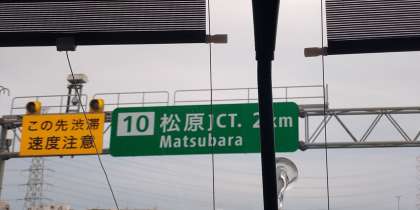 この先渋滞
速度注意
10 松原JCT. 2km
Matsubara